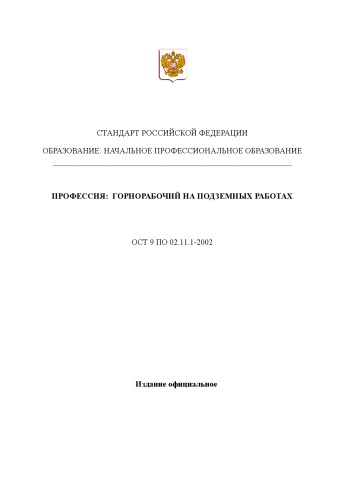 СТАНДАРТ РОССИЙСКОЙ ФЕДЕРАЦИИ
ОБРАЗОВАНИЕ: НАЧАЛЬНОЕ ПРОФЕССИОНАЛЬНОЕ ОБРАЗОВАНИЕ
ПРОФЕССИЯ: ГОРНОРАБОЧИЙ НА ПОДЗЕМНЫХ РАБОТАХ
ОСТ 9 ПО 02.11.1-2002
Издание официальное